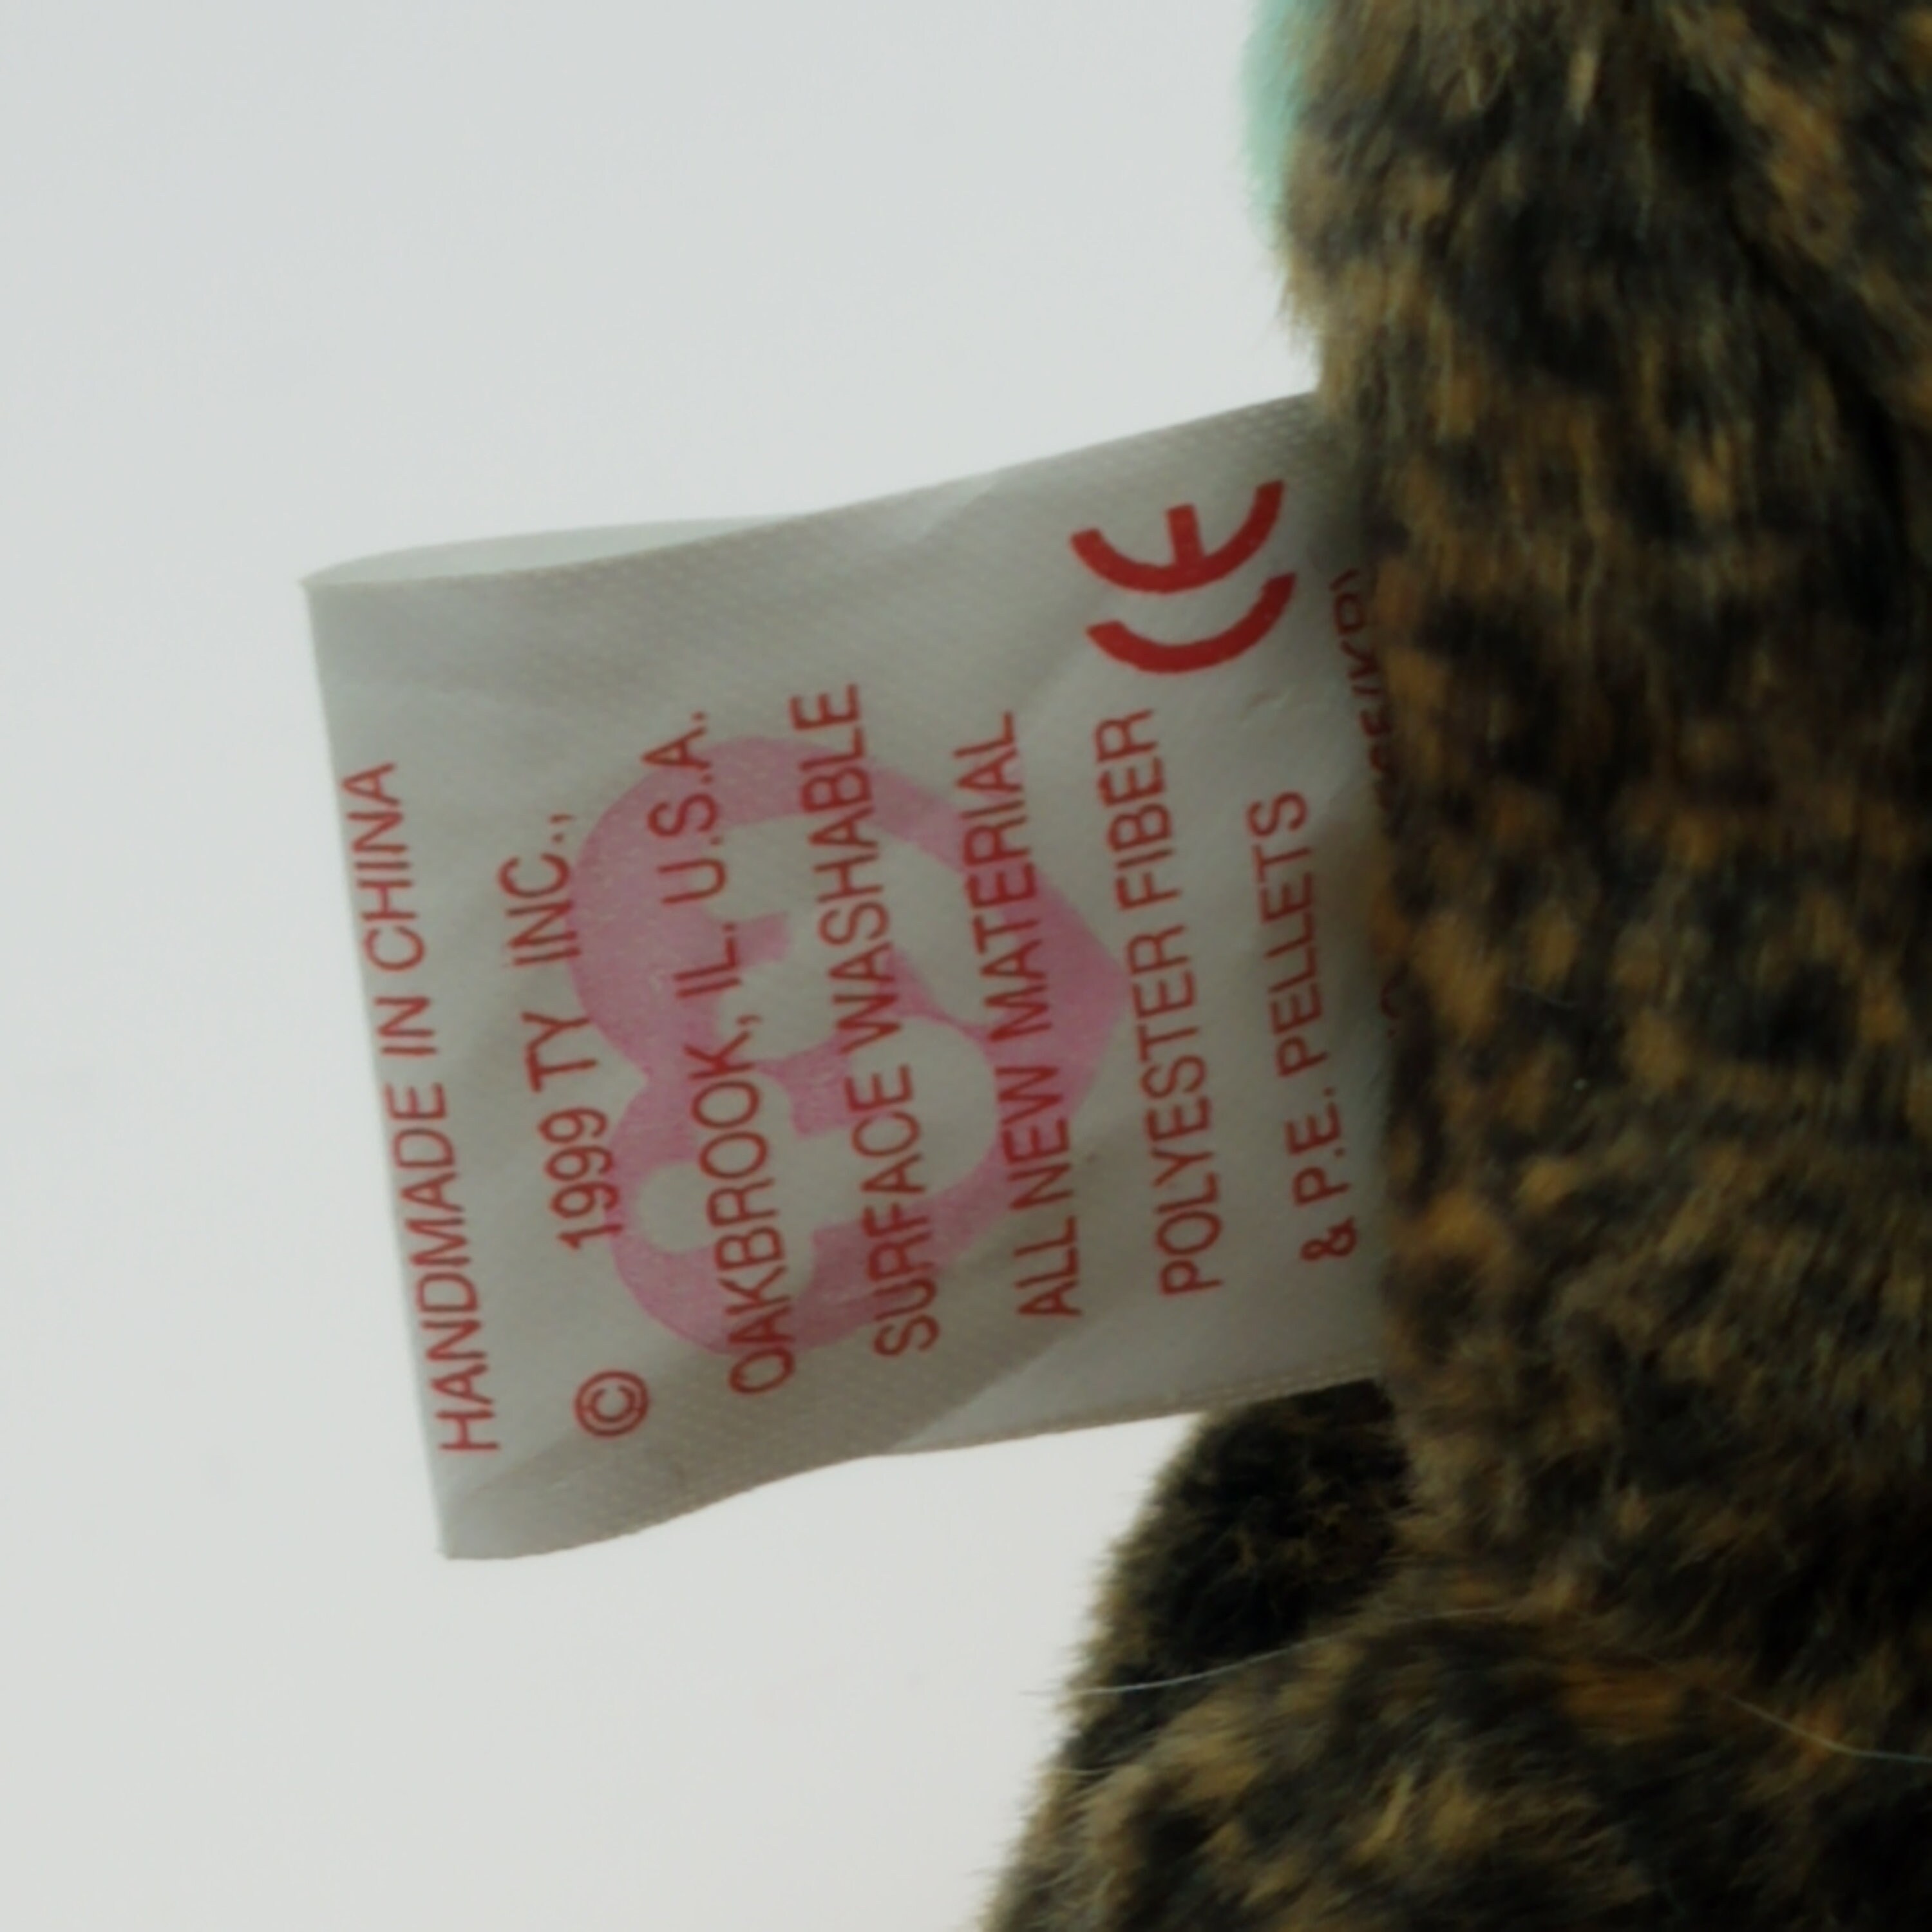 HANDMADE IN CHINA
© 1999 TY INC.,
OAKBROOK, IL. U.S.A.
SURFACE WASHABLE
ALL NEW MATERIAL
POLYESTER FIBER
& P.E. PELLETS
CE